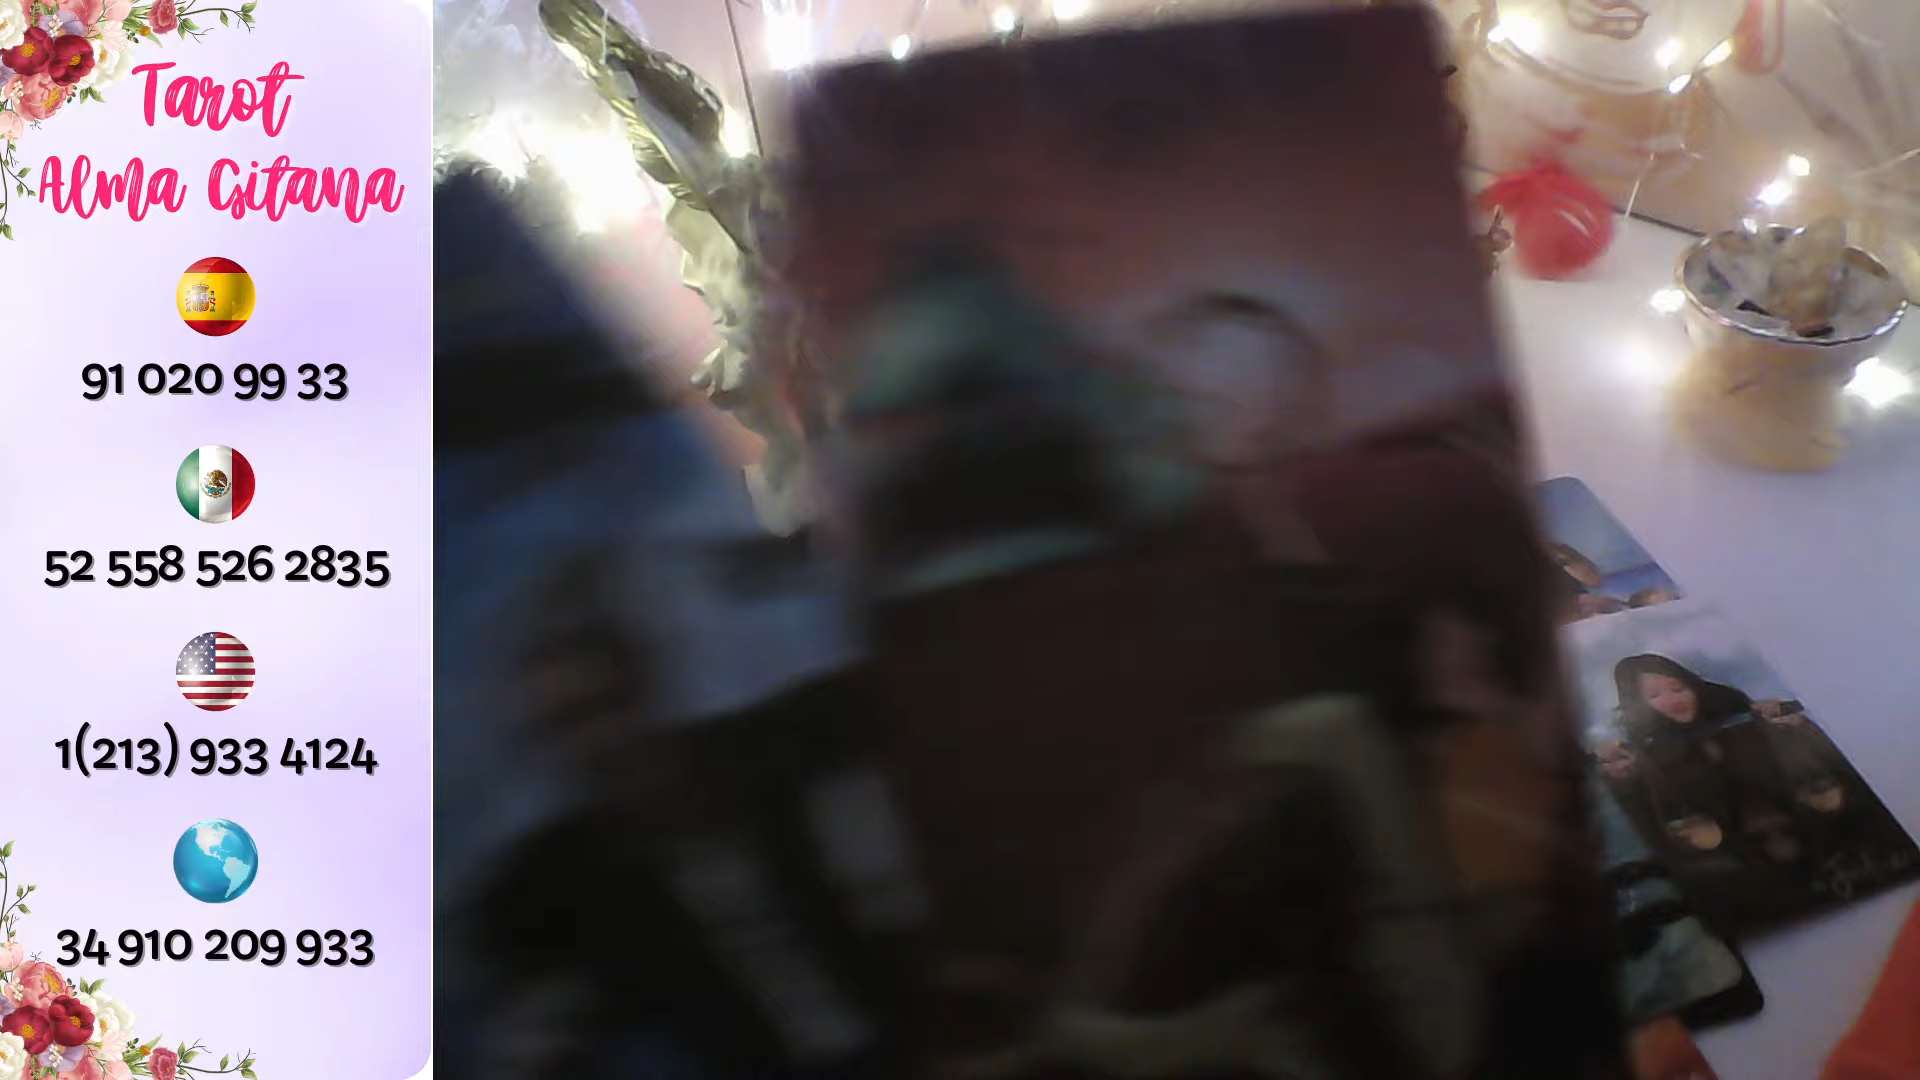 Tarot
Alma Gitana
91 020 99 33
52 558 526 2835
1(213) 933 4124
34 910 209 933